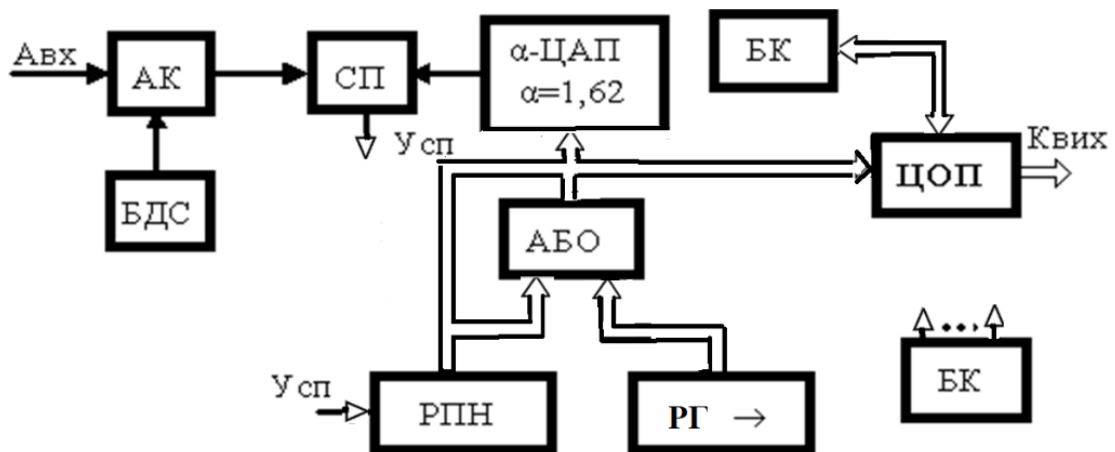 Авх
АК
СП
α-ЦАП
α=1,62
БК
БДС
Усп
АБО
ЦОП
Квих
Усп
РПН
РГ →
БК